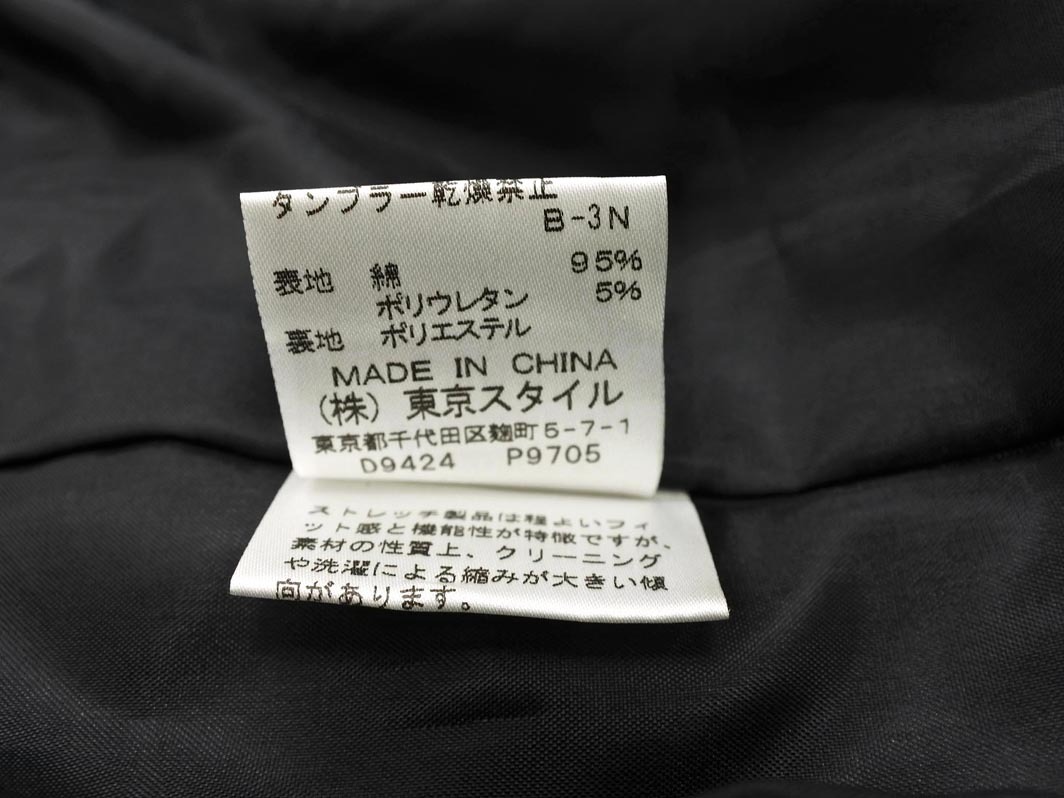 タンブラー乾燥禁止
B-3N
表地 綿 95%
ポリウレタン 5%
裏地 ポリエステル
MADE IN CHINA
(株) 東京スタイル
東京都千代田区麹町5-7-1
D9424 P9705
ストレッチ製品は程よいフィ
ット感と機能性が特徴ですが、
素材の性質上、クリーニング
や洗濯による縮みが大きい傾
向があります。